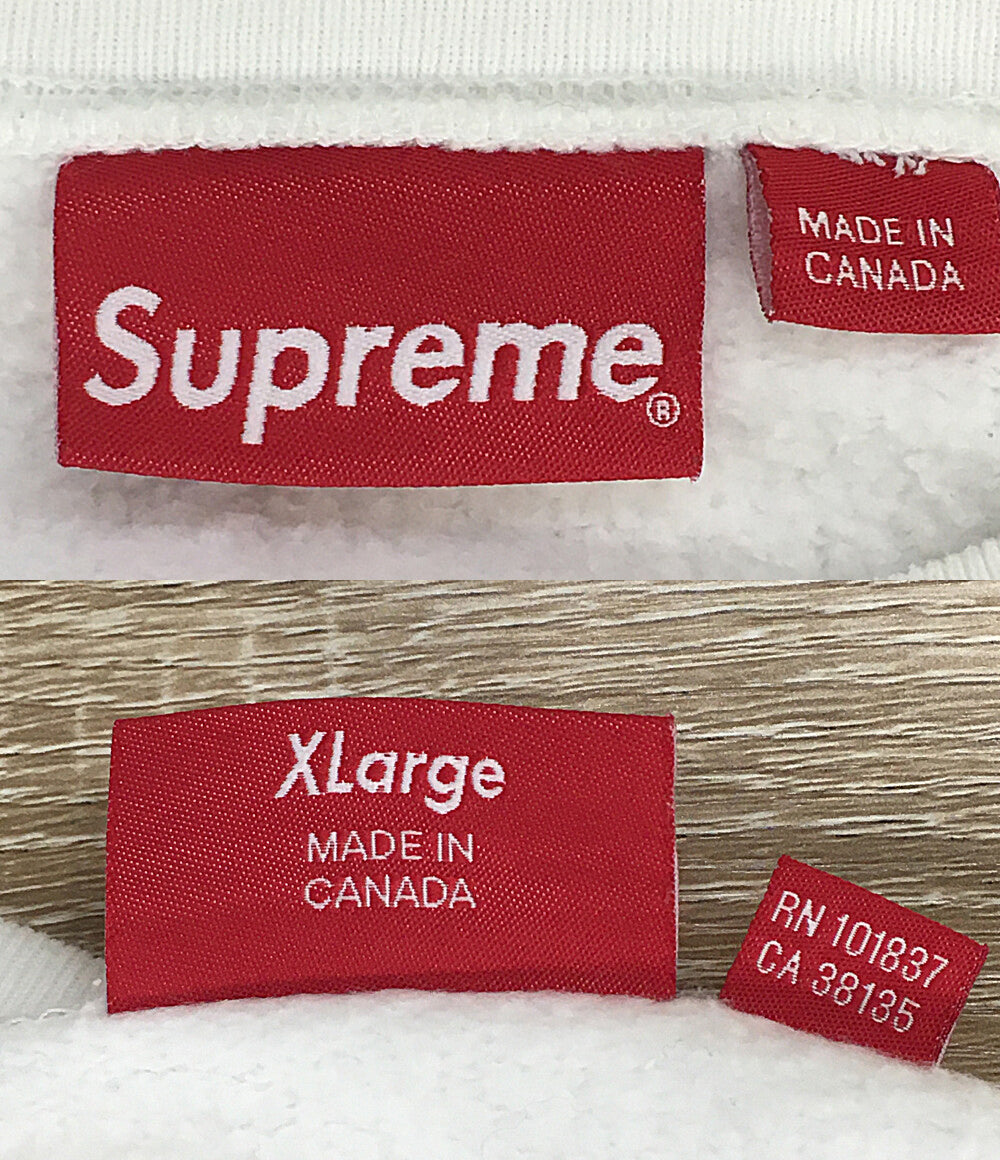 Supreme®
MADE IN
CANADA
XLarge
MADE IN
CANADA
RN 101837
CA 38135